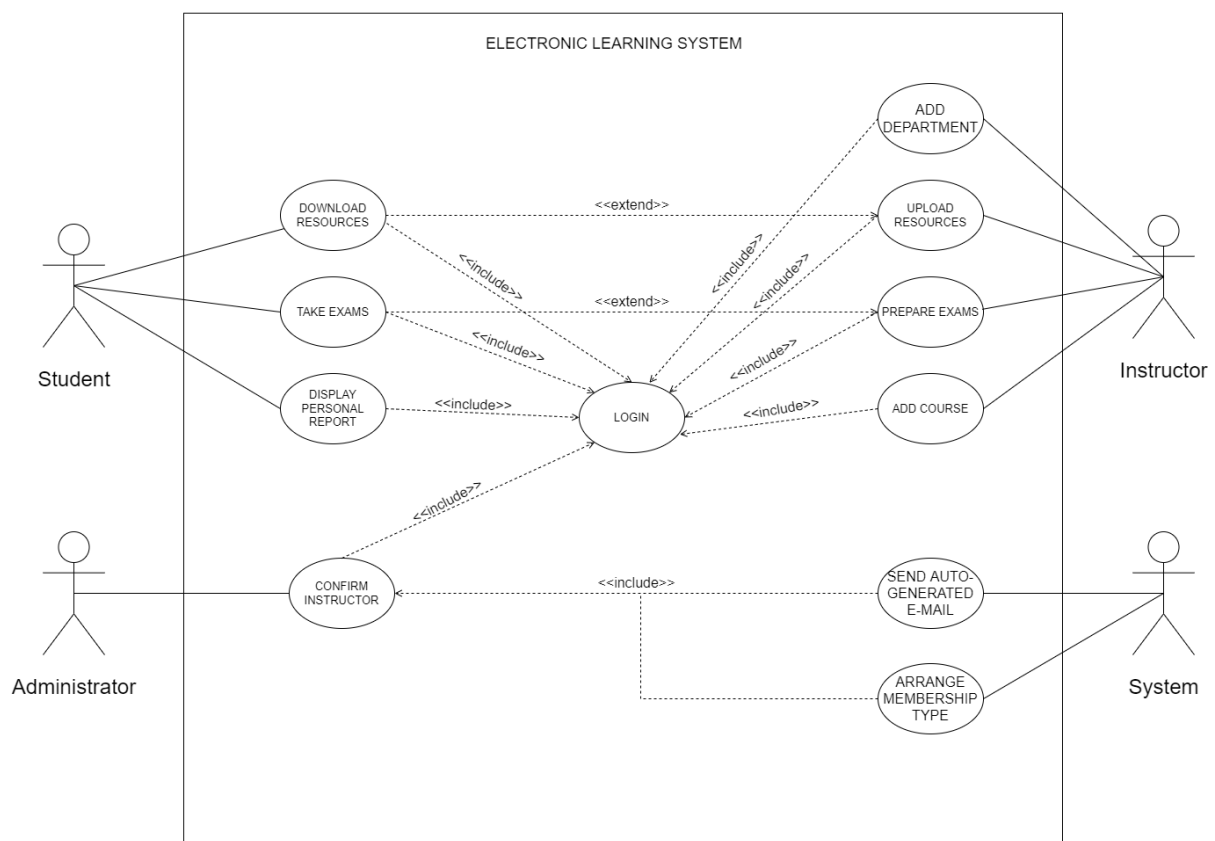 ELECTRONIC LEARNING SYSTEM
ADD
DEPARTMENT
DOWNLOAD
RESOURCES
<<extend>>
UPLOAD
RESOURCES
<<include>>
<<include>>
<<include>>
TAKE EXAMS
<<extend>>
PREPARE EXAMS
<<include>>
<<include>>
Student
Instructor
DISPLAY
PERSONAL
REPORT
<<include>>
LOGIN
<<include>>
ADD COURSE
<<include>>
CONFIRM
INSTRUCTOR
<<include>>
SEND AUTO-
GENERATED
E-MAIL
Administrator
ARRANGE
MEMBERSHIP
TYPE
System